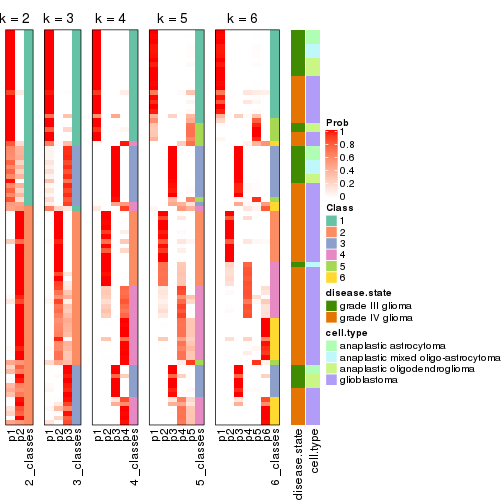 k = 2 k = 3 k = 4 k = 5 k = 6
Prob
1
0.8
0.6
0.4
0.2
0
Class
1
2
3
4
5
6
disease.state
grade III glioma
grade IV glioma
cell.type
anaplastic astrocytoma
anaplastic mixed oligo-astrocytoma
anaplastic oligodendroglioma
glioblastoma
p1 p2 2_classes p1 p2 p3 3_classes p1 p2 p3 p4 4_classes p1 p2 p3 p4 p5 5_classes p1 p2 p3 p4 p5 p6 6_classes disease.state cell.type